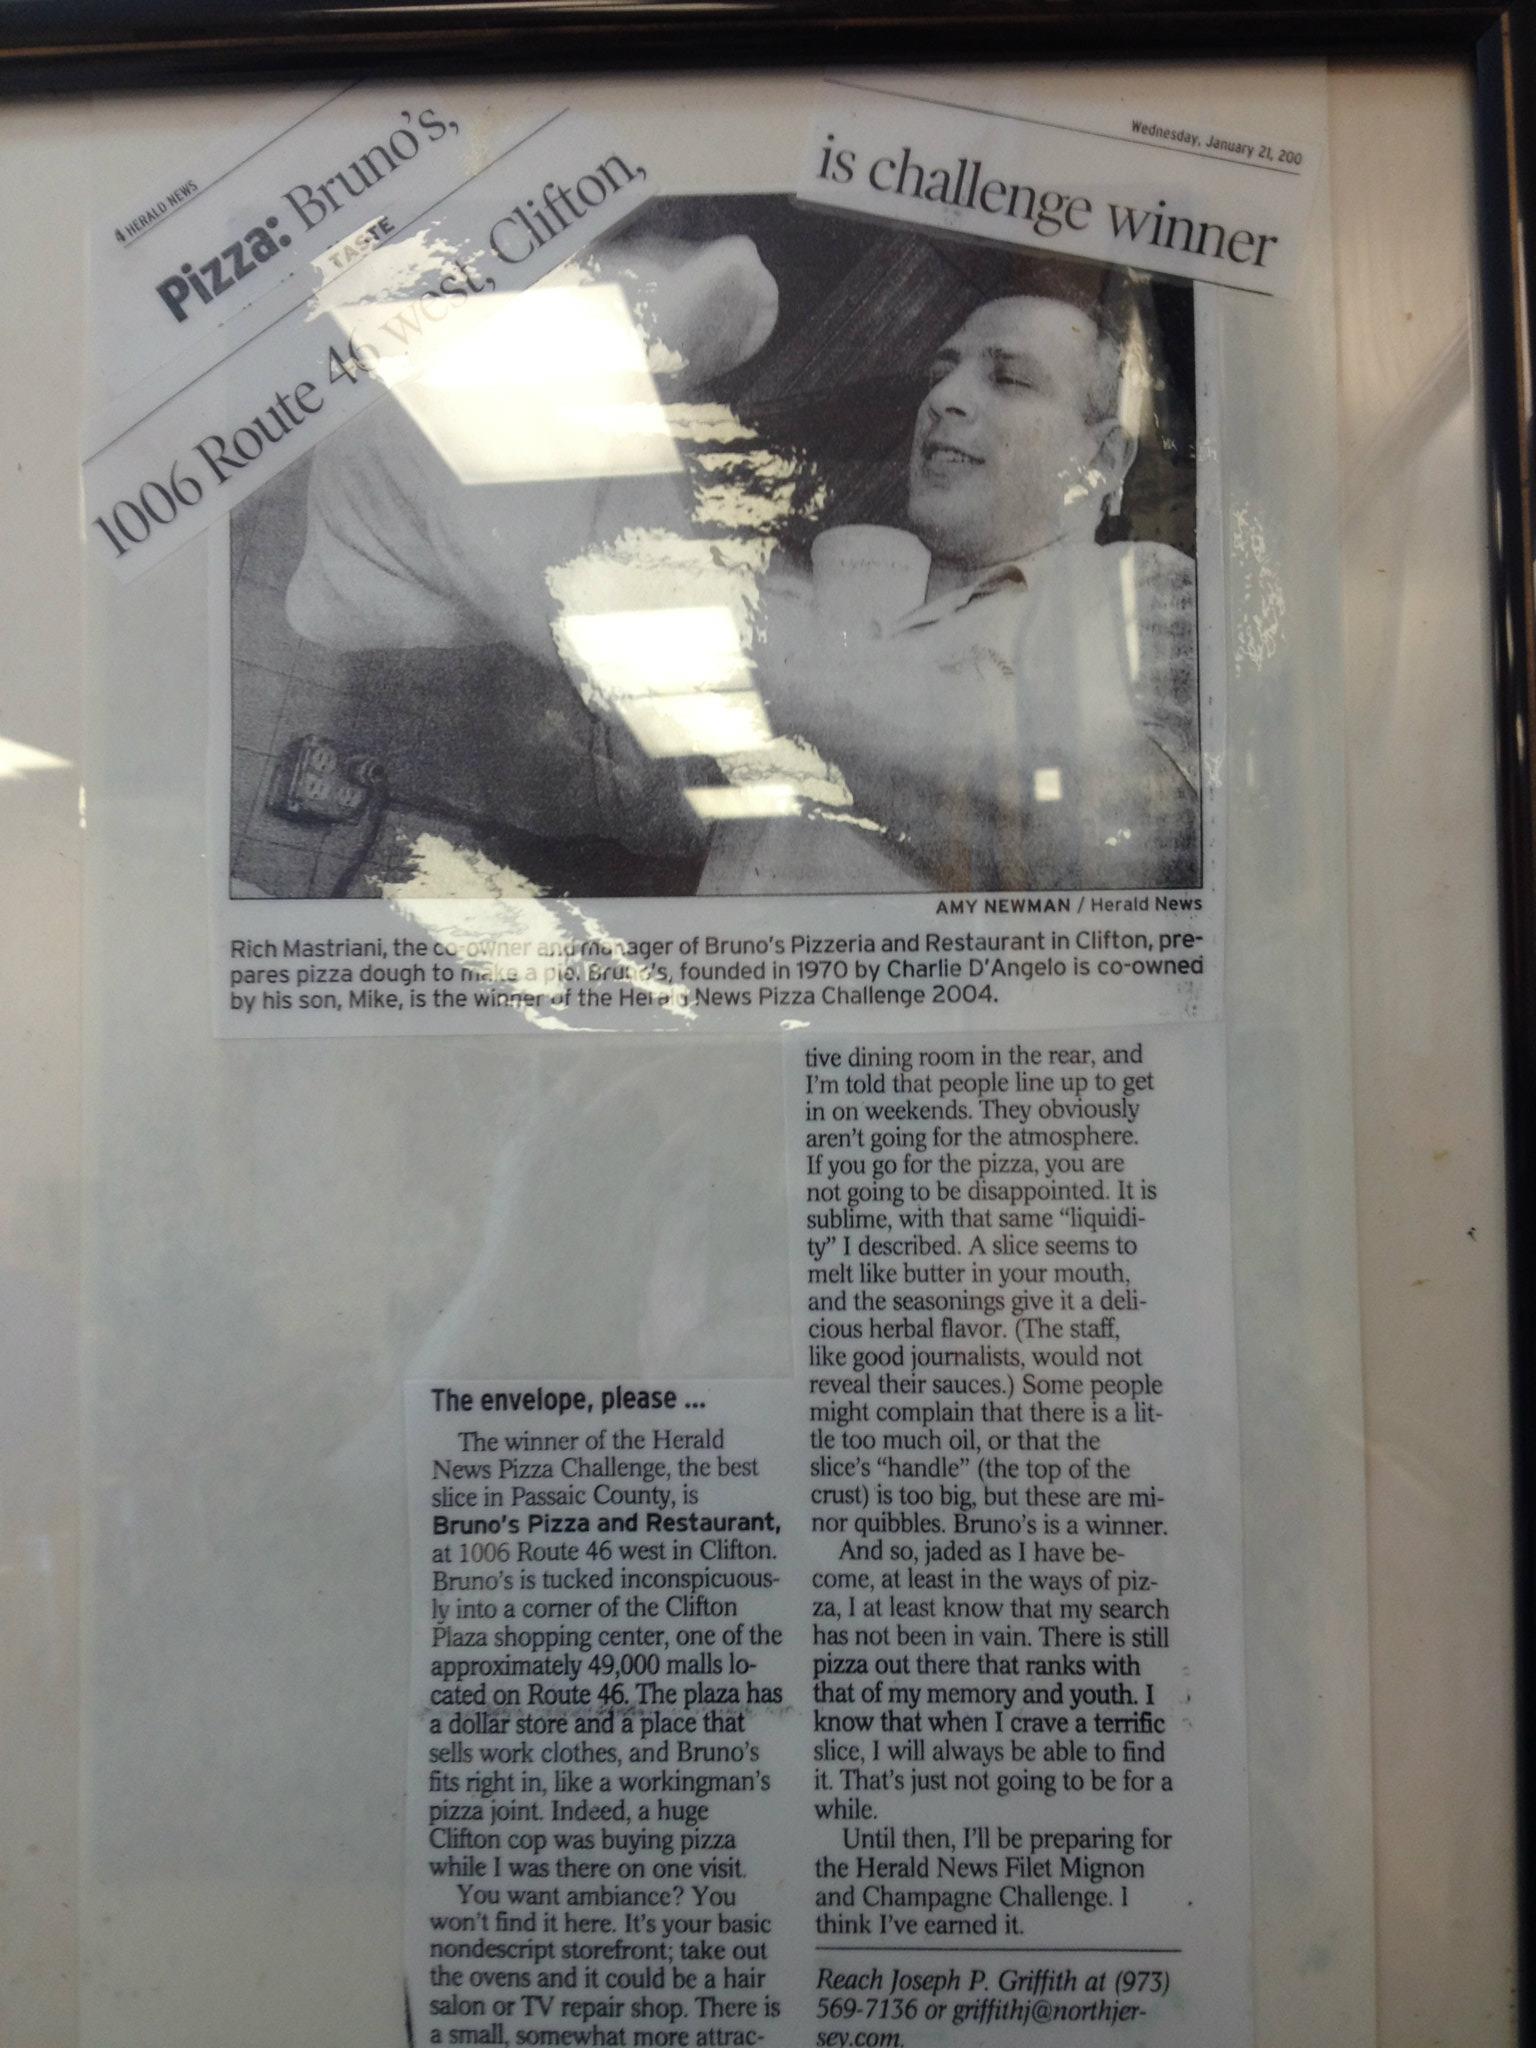 4 HERALD NEWS
Pizza: Bruno's,
TASTE
1006 Route 46 west, Clifton,
Wednesday, January 21, 200
is challenge winner
AMY NEWMAN / Herald News
Rich Mastriani, the co-owner and manager of Bruno's Pizzeria and Restaurant in Clifton, pre-
pares pizza dough to make a pie. Bruno's, founded in 1970 by Charlie D'Angelo is co-owned
by his son, Mike, is the winner of the Herald News Pizza Challenge 2004.
The envelope, please ...
The winner of the Herald
News Pizza Challenge, the best
slice in Passaic County, is
Bruno's Pizza and Restaurant,
at 1006 Route 46 west in Clifton.
Bruno's is tucked inconspicuous-
ly into a corner of the Clifton
Plaza shopping center, one of the
approximately 49,000 malls lo-
cated on Route 46. The plaza has
a dollar store and a place that
sells work clothes, and Bruno's
fits right in, like a workingman's
pizza joint. Indeed, a huge
Clifton cop was buying pizza
while I was there on one visit.
You want ambiance? You
won't find it here. It's your basic
nondescript storefront; take out
the ovens and it could be a hair
salon or TV repair shop. There is
a small, somewhat more attrac-
tive dining room in the rear, and
I'm told that people line up to get
in on weekends. They obviously
aren't going for the atmosphere.
If you go for the pizza, you are
not going to be disappointed. It is
sublime, with that same "liquidi-
ty" I described. A slice seems to
melt like butter in your mouth,
and the seasonings give it a deli-
cious herbal flavor. (The staff,
like good journalists, would not
reveal their sauces.) Some people
might complain that there is a lit-
tle too much oil, or that the
slice's "handle" (the top of the
crust) is too big, but these are mi-
nor quibbles. Bruno's is a winner.
And so, jaded as I have be-
come, at least in the ways of piz-
za, I at least know that my search
has not been in vain. There is still
pizza out there that ranks with
that of my memory and youth. I
know that when I crave a terrific
slice, I will always be able to find
it. That's just not going to be for a
while.
Until then, I'll be preparing for
the Herald News Filet Mignon
and Champagne Challenge. I
think I've earned it.
Reach Joseph P. Griffith at (973)
569-7136 or griffithj@northjer-
sey.com.